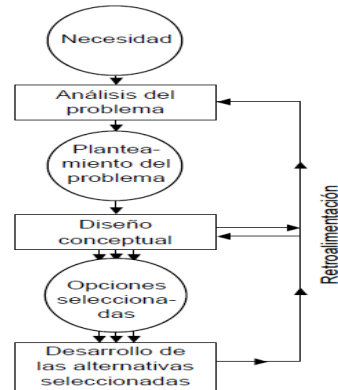 Necesidad
Análisis del
problema
Plantea-
miento del
problema
Diseño
conceptual
Opciones
selecciona-
das
Desarrollo de
las alternativas
seleccionadas
Retroalimentación